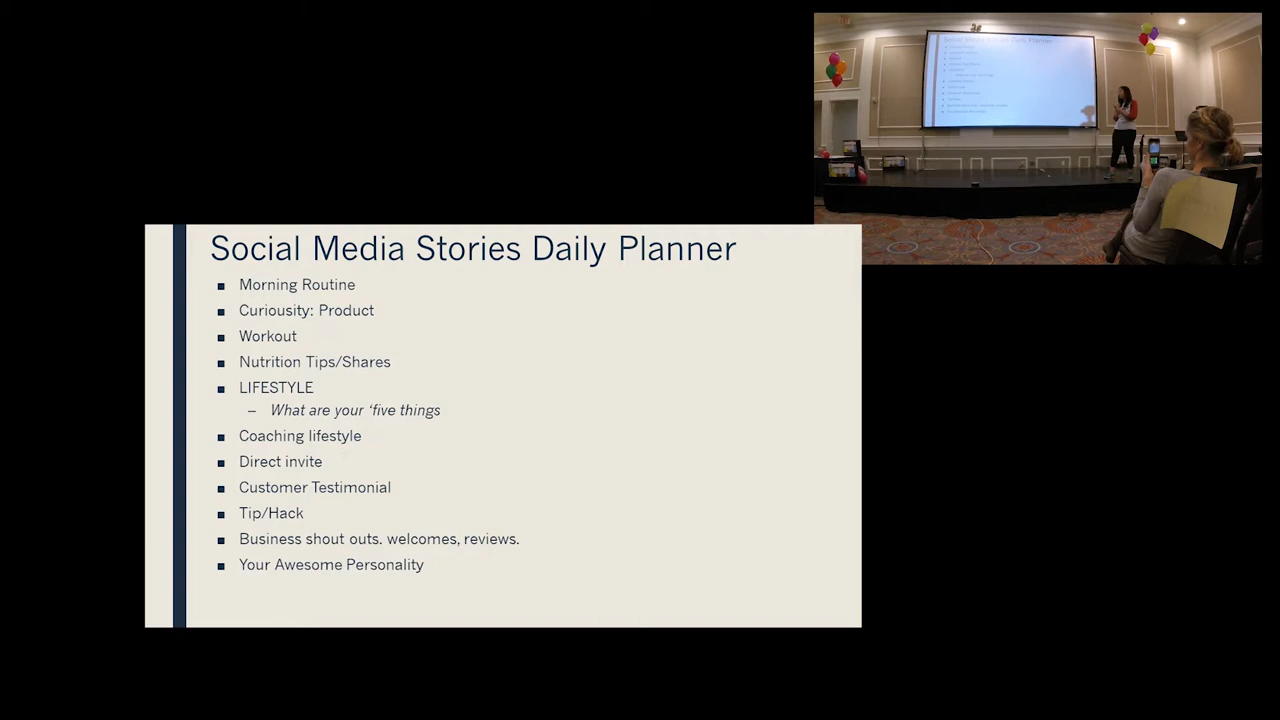 Social Media Stories Daily Planner
Morning Routine
Curiousity: Product
Workout
Nutrition Tips/Shares
LIFESTYLE
– What are your ‘five things
Coaching lifestyle
Direct invite
Customer Testimonial
Tip/Hack
Business shout outs. welcomes, reviews.
Your Awesome Personality